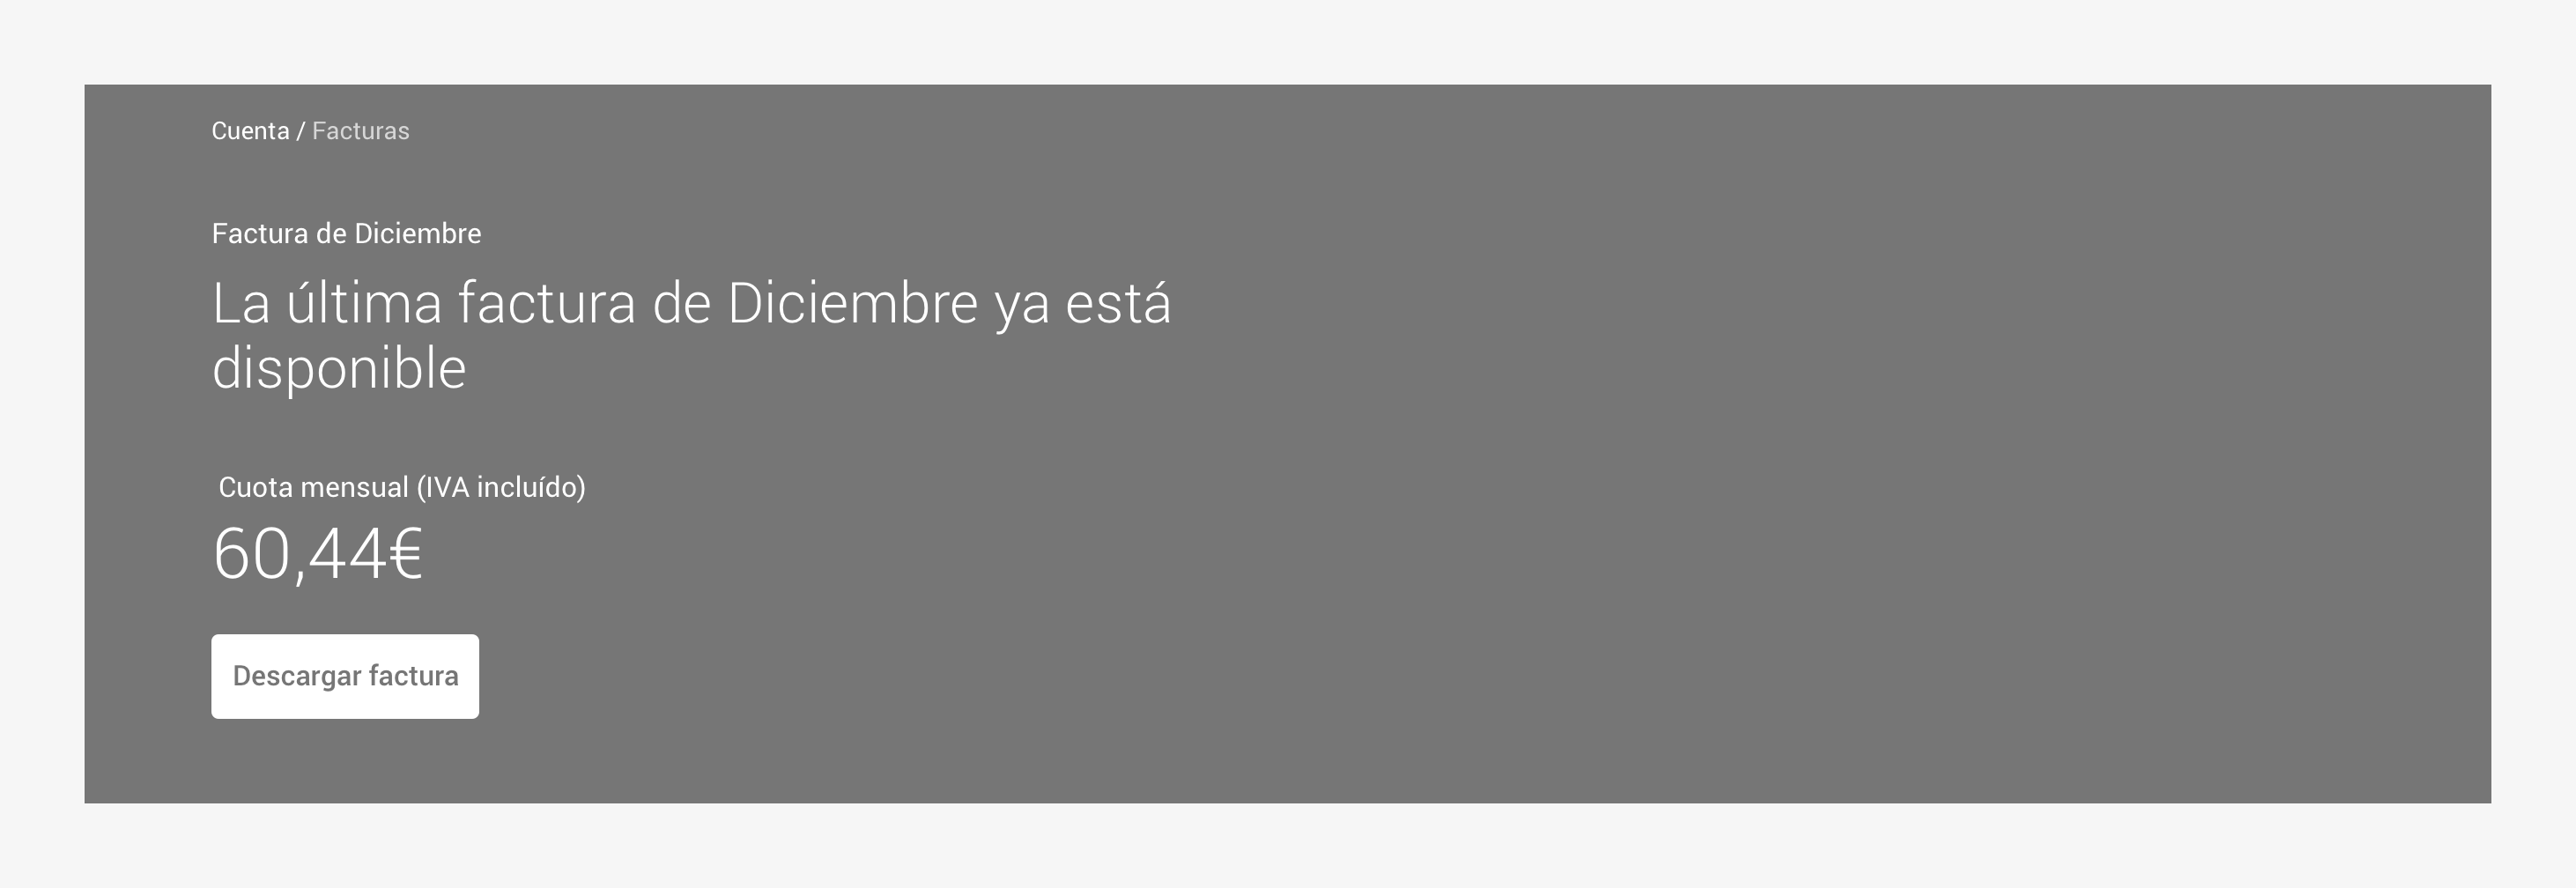 Cuenta / Facturas
Factura de Diciembre
La última factura de Diciembre ya está
disponible
Cuota mensual (IVA incluído)
60,44€
Descargar factura